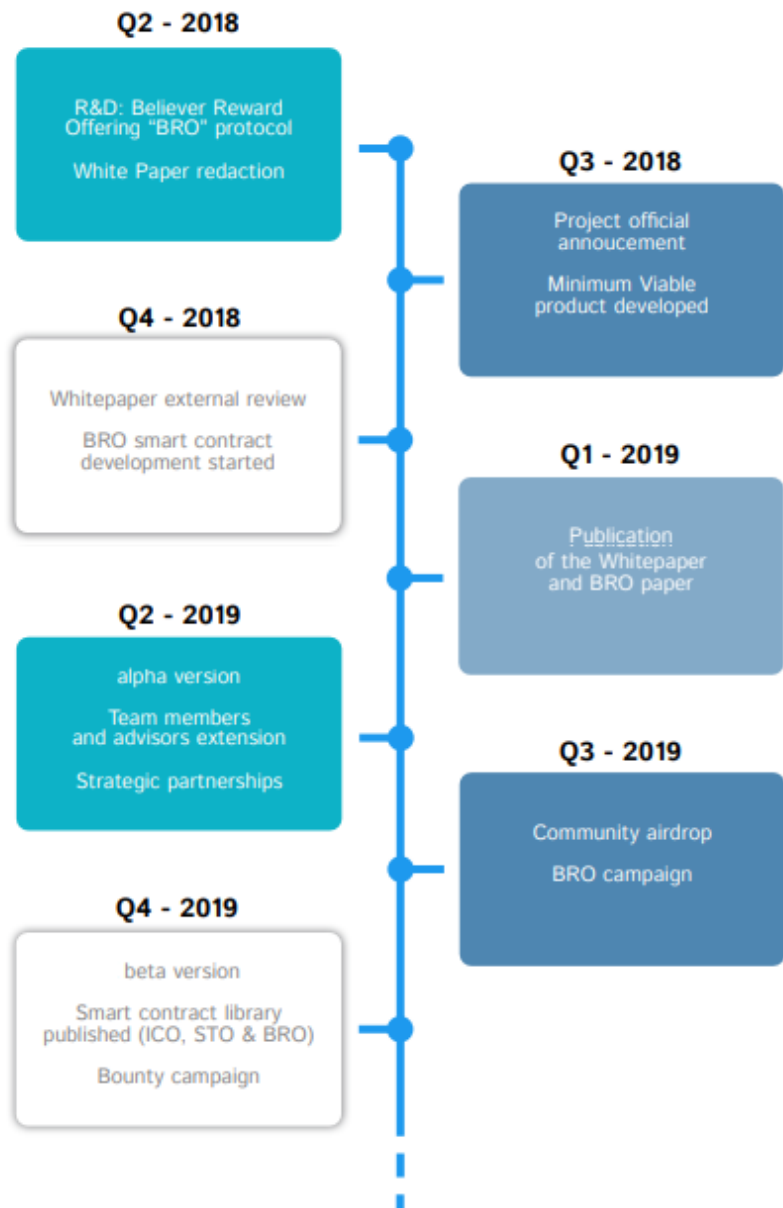 Q2 - 2018
R&D: Believer Reward
Offering "BRO" protocol
White Paper redaction
Q3 - 2018
Project official
annoucement
Minimum Viable
product developed
Q4 - 2018
Whitepaper external review
BRO smart contract
development started
Q1 - 2019
Publication
of the Whitepaper
and BRO paper
Q2 - 2019
alpha version
Team members
and advisors extension
Strategic partnerships
Q3 - 2019
Community airdrop
BRO campaign
Q4 - 2019
beta version
Smart contract library
published (ICO, STO & BRO)
Bounty campaign